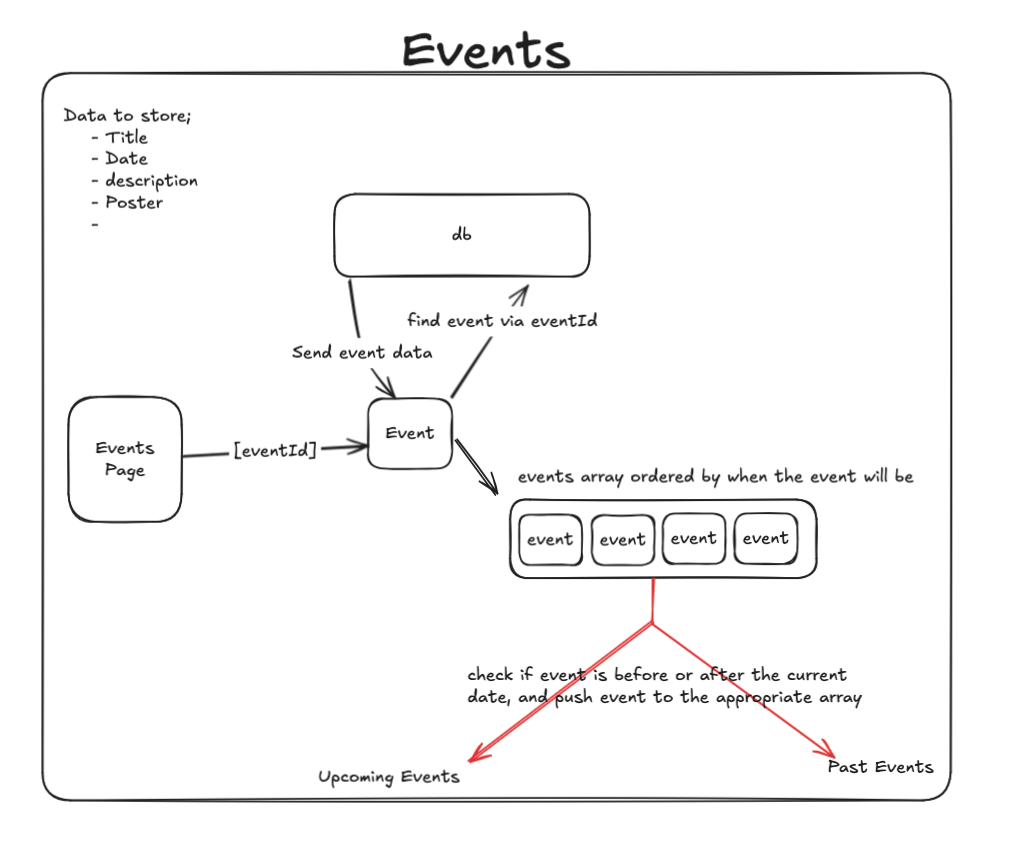 Events
Data to store;
- Title
- Date
- description
- Poster
-
db
find event via eventId
Send event data
Events
Page
[eventId]
Event
events array ordered by when the event will be
event event event event
check if event is before or after the current
date, and push event to the appropriate array
Upcoming Events
Past Events